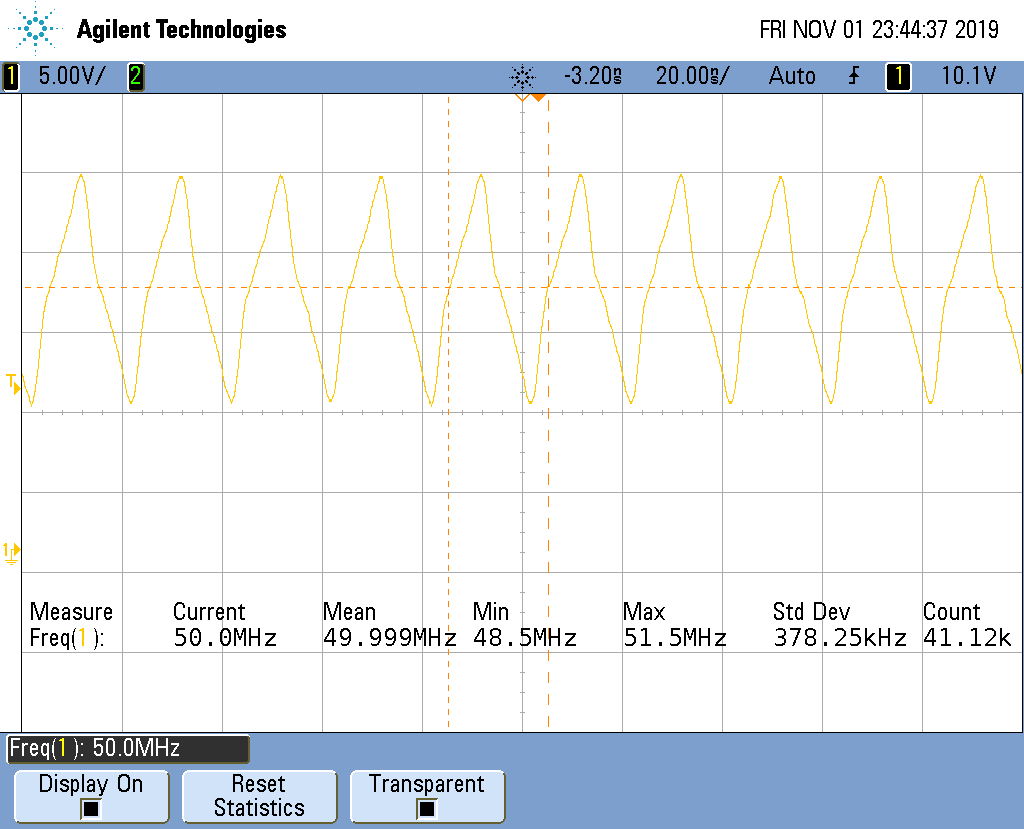 Agilent Technologies FRI NOV 01 23:44:37 2019
1 5.00V/ 2 -3.20ns 20.00ns/ Auto 1 10.1V
T
1
Measure Current Mean Min Max Std Dev Count
Freq(1): 50.0MHz 49.999MHz 48.5MHz 51.5MHz 378.25kHz 41.12k
Freq(1): 50.0MHz
Display On Reset Transparent
Statistics